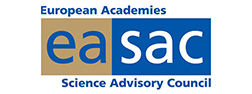 European Academies
easac
Science Advisory Council